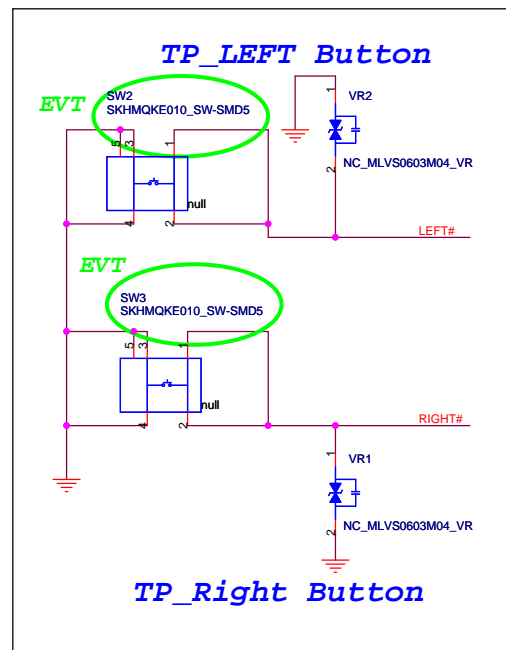 TP_LEFT Button
EVT
SW2
SKHMQKE010_SW-SMD5
5
3
1
4
2
null
1
VR2
2
NC_MLVS0603M04_VR
LEFT#
EVT
SW3
SKHMQKE010_SW-SMD5
5
3
1
4
2
null
RIGHT#
1
VR1
2
NC_MLVS0603M04_VR
TP_Right Button